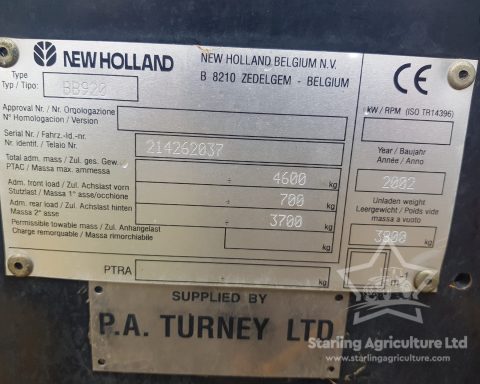 NEW HOLLAND
NEW HOLLAND BELGIUM N.V.
B 8210 ZEDELGEM - BELGIUM
CE
Type
Typ / Tipo:
BB920
Approval Nr. / Nr. Omologazione
N° Homologacion / Version
Serial Nr. / Fahrz.-Id.-nr.
Nr. identif. / Telaio Nr.
214262037
Total adm. mass / Zul. ges. Gew.
PTAC / Massa max. ammessa
÷ 4600 kg
Adm. front load / Zul. Achslast vorn
Stutzlast / Massa 1° asse/occhione
÷ 700 kg
Adm. rear load / Zul. Achslast hinten
Massa 2° asse
÷ 3700 kg
Permissible towable mass / Zul. Anhangelast
Charge remorquable / Massa rimorchiabile
kg
PTRA
÷ kg
kW / RPM (ISO TR14396)
Year / Baujahr
Année / Anno
2002
Unladen weight
Leergewicht / Poids vide
massa a vuoto
3900 kg
SUPPLIED BY
P.A. TURNEY LTD
Starling Agriculture Ltd
www.starlingagriculture.com